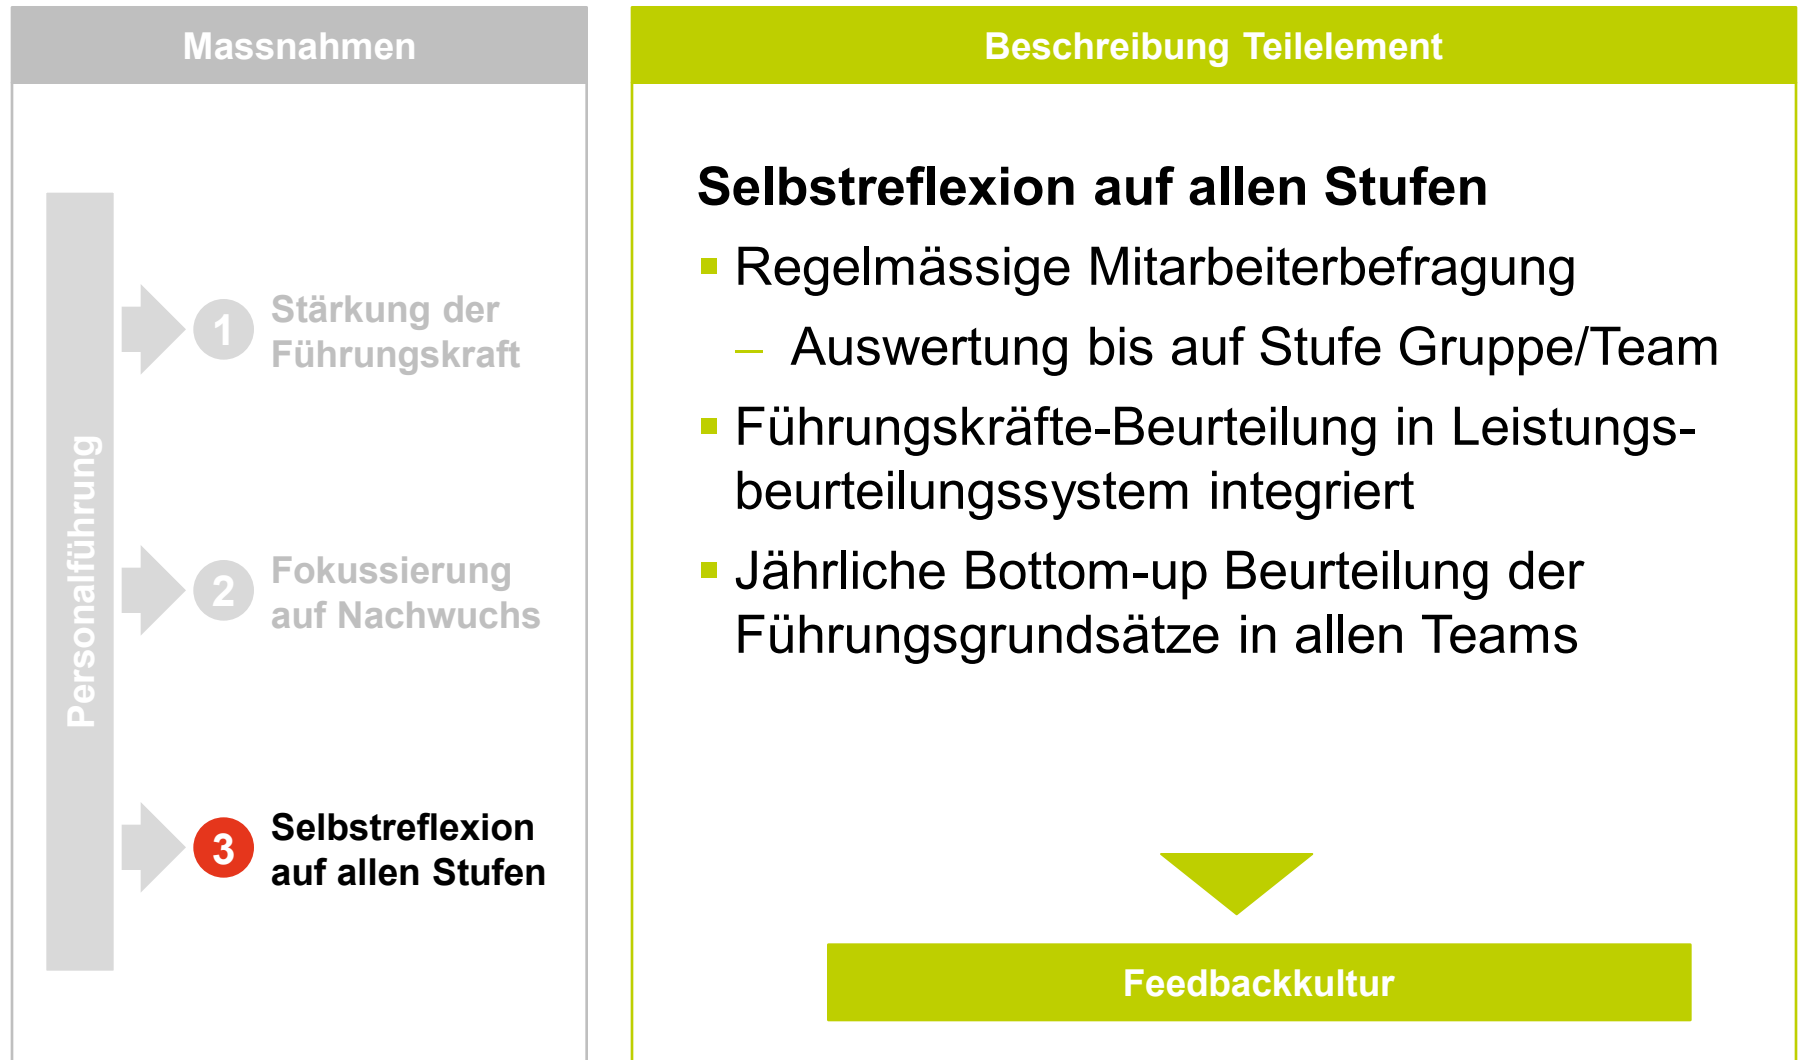 Massnahmen
Personalführung
1
Stärkung der
Führungskraft
2
Fokussierung
auf Nachwuchs
3
Selbstreflexion
auf allen Stufen
Beschreibung Teilelement
Selbstreflexion auf allen Stufen
Regelmässige Mitarbeiterbefragung
– Auswertung bis auf Stufe Gruppe/Team
Führungskräfte-Beurteilung in Leistungs-
beurteilungssystem integriert
Jährliche Bottom-up Beurteilung der
Führungsgrundsätze in allen Teams
Feedbackkultur